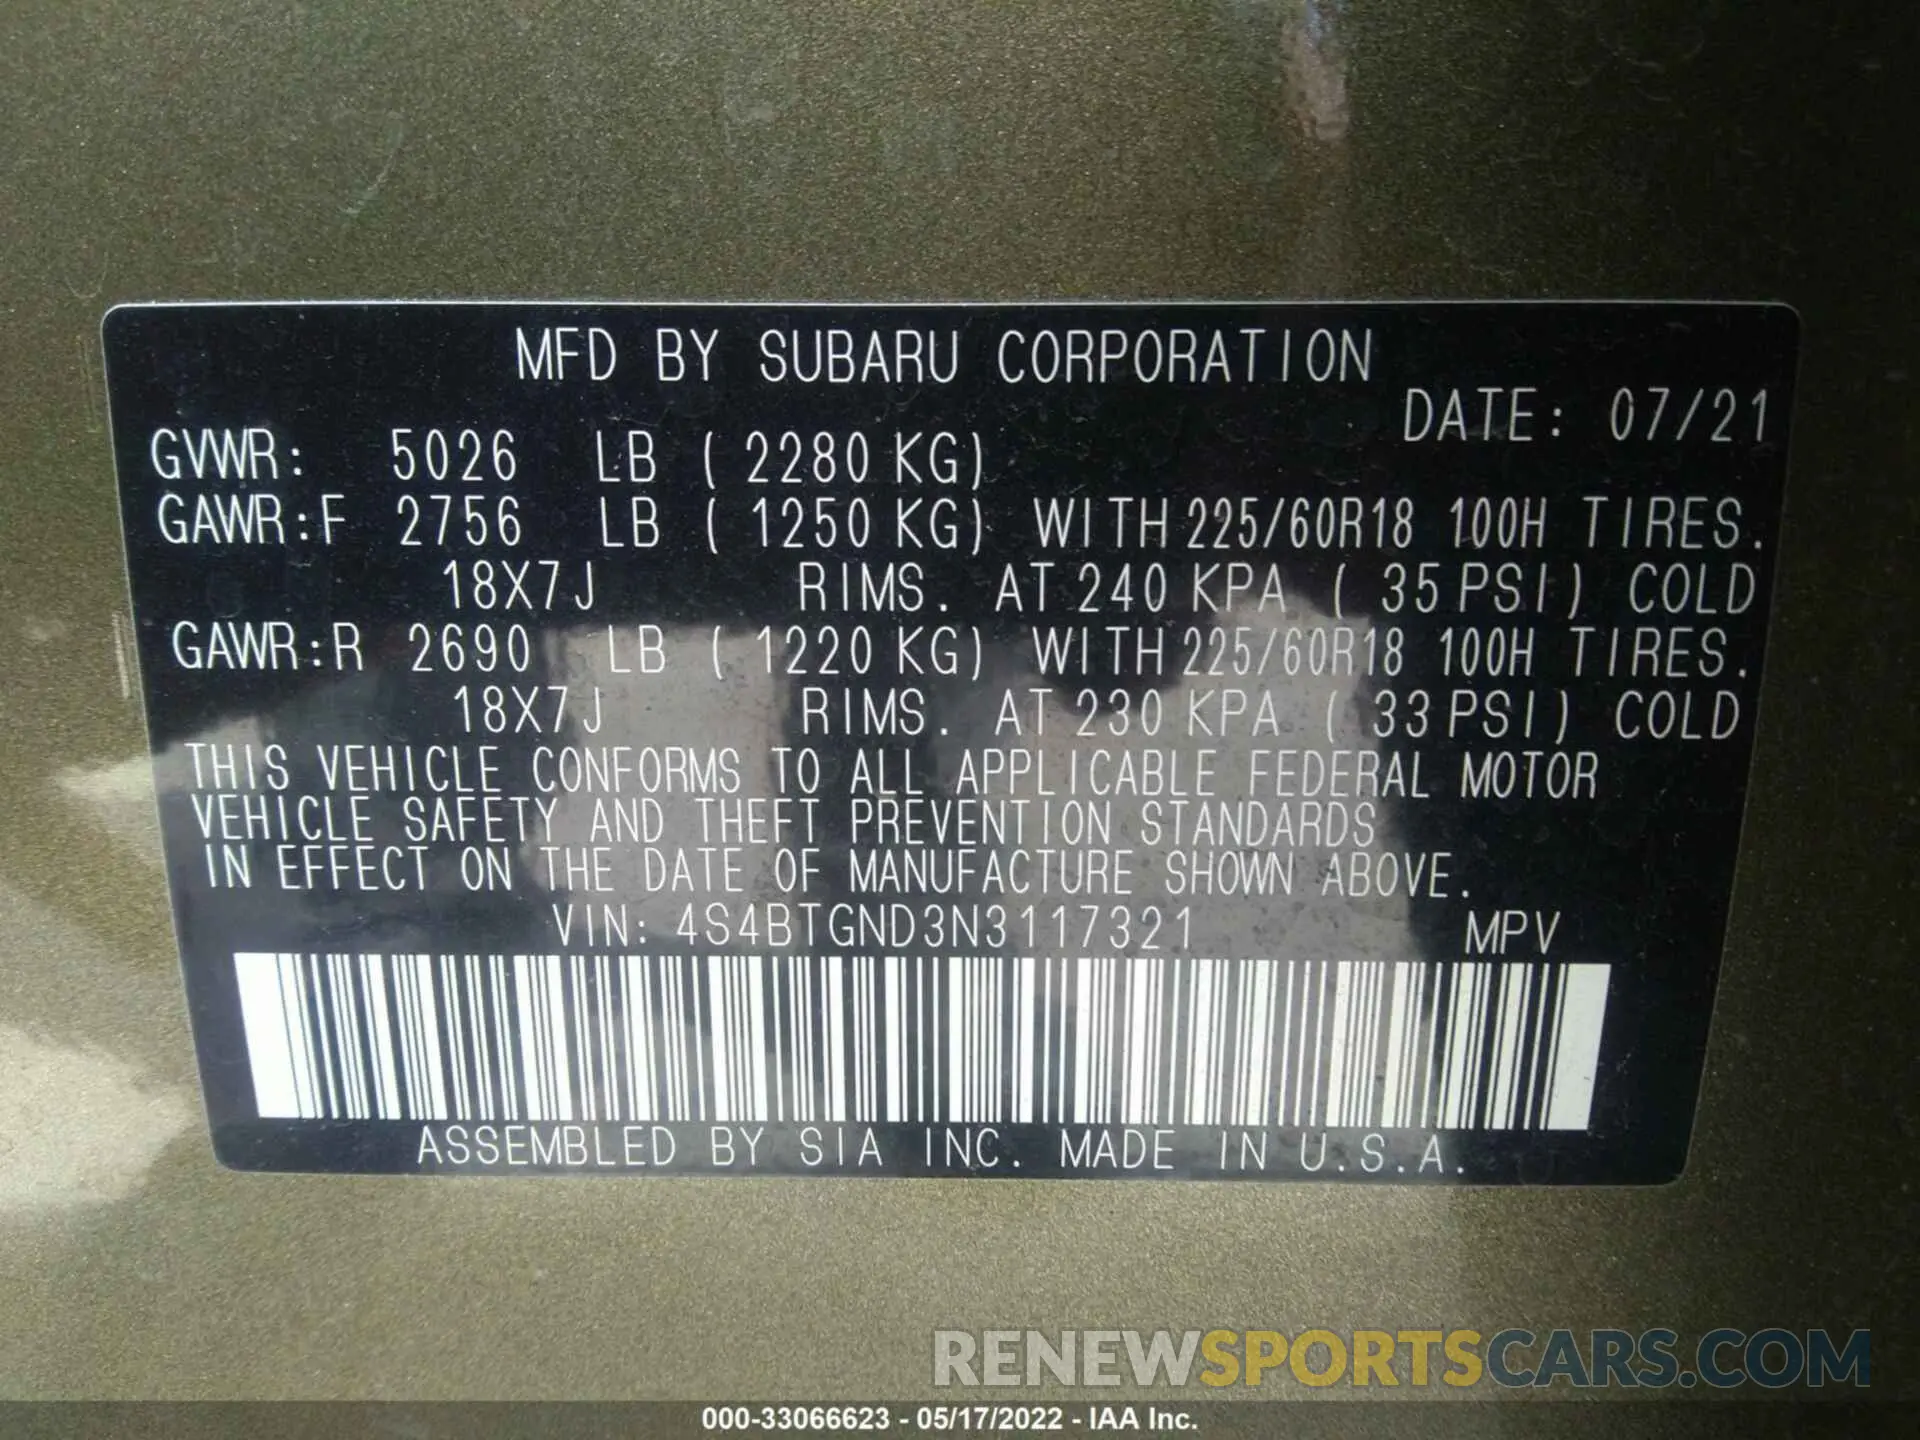 MFD BY SUBARU CORPORATION
DATE: 07/21
GVWR: 5026 LB ( 2280 KG)
GAWR:F 2756 LB ( 1250 KG) WITH 225/60R18 100H TIRES.
18X7J RIMS. AT 240 KPA ( 35 PSI) COLD
GAWR:R 2690 LB ( 1220 KG) WITH 225/60R18 100H TIRES.
18X7J RIMS. AT 230 KPA ( 33 PSI) COLD
THIS VEHICLE CONFORMS TO ALL APPLICABLE FEDERAL MOTOR
VEHICLE SAFETY AND THEFT PREVENTION STANDARDS
IN EFFECT ON THE DATE OF MANUFACTURE SHOWN ABOVE.
VIN: 4S4BTGND3N3117321 MPV
ASSEMBLED BY SIA INC. MADE IN U.S.A.
RENEWSPORTSCARS.COM
000-33066623 - 05/17/2022 - IAA Inc.